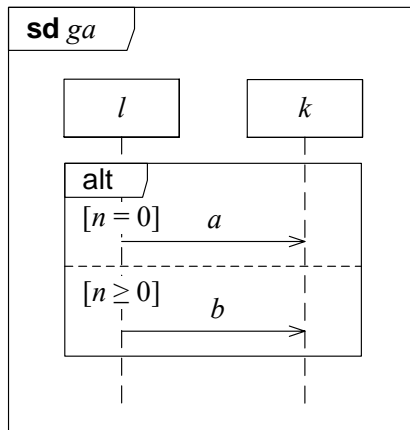 sd ga
l k
alt
[n = 0] a
[n ≥ 0] b